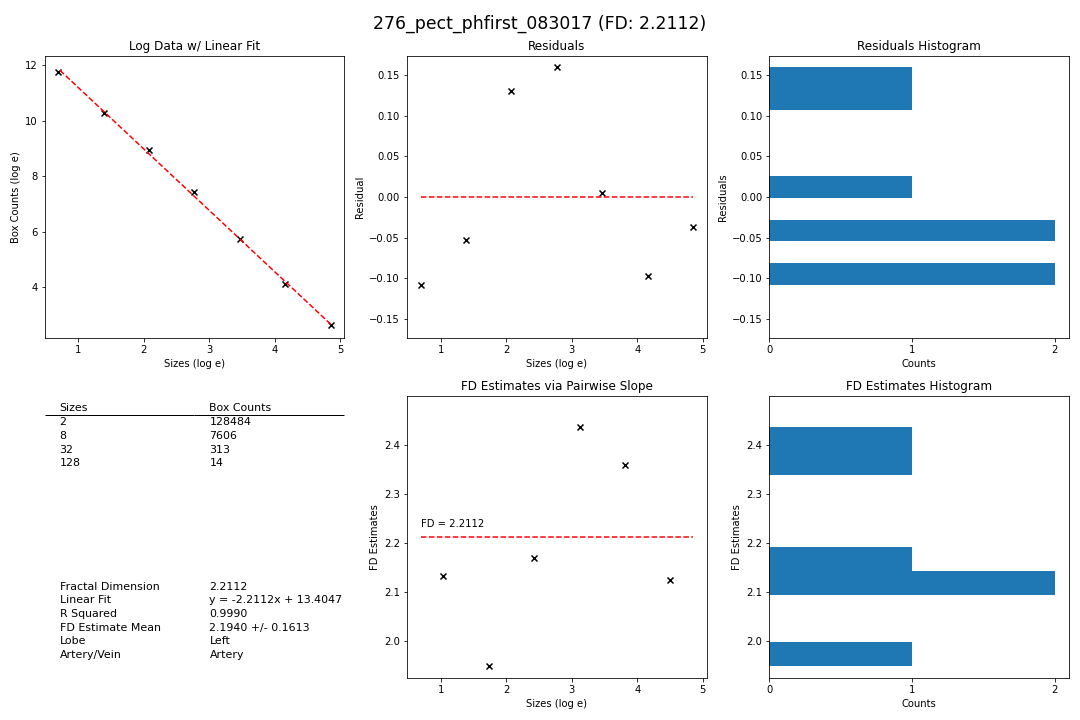 276_pect_phfirst_083017 (FD: 2.2112)
Log Data w/ Linear Fit
12
10
8
6
4
Box Counts (log e)
1 2 3 4 5
Sizes (log e)
Residuals
0.15
0.10
0.05
0.00
−0.05
−0.10
−0.15
Residual
1 2 3 4 5
Sizes (log e)
Residuals Histogram
0.15
0.10
0.05
0.00
−0.05
−0.10
−0.15
Residuals
0 1 2
Counts
Sizes Box Counts
2 128484
8 7606
32 313
128 14
Fractal Dimension 2.2112
Linear Fit y = -2.2112x + 13.4047
R Squared 0.9990
FD Estimate Mean 2.1940 +/- 0.1613
Lobe Left
Artery/Vein Artery
FD Estimates via Pairwise Slope
2.4
2.3
2.2
2.1
2.0
FD Estimates
FD = 2.2112
1 2 3 4 5
Sizes (log e)
FD Estimates Histogram
2.4
2.3
2.2
2.1
2.0
FD Estimates
0 1 2
Counts